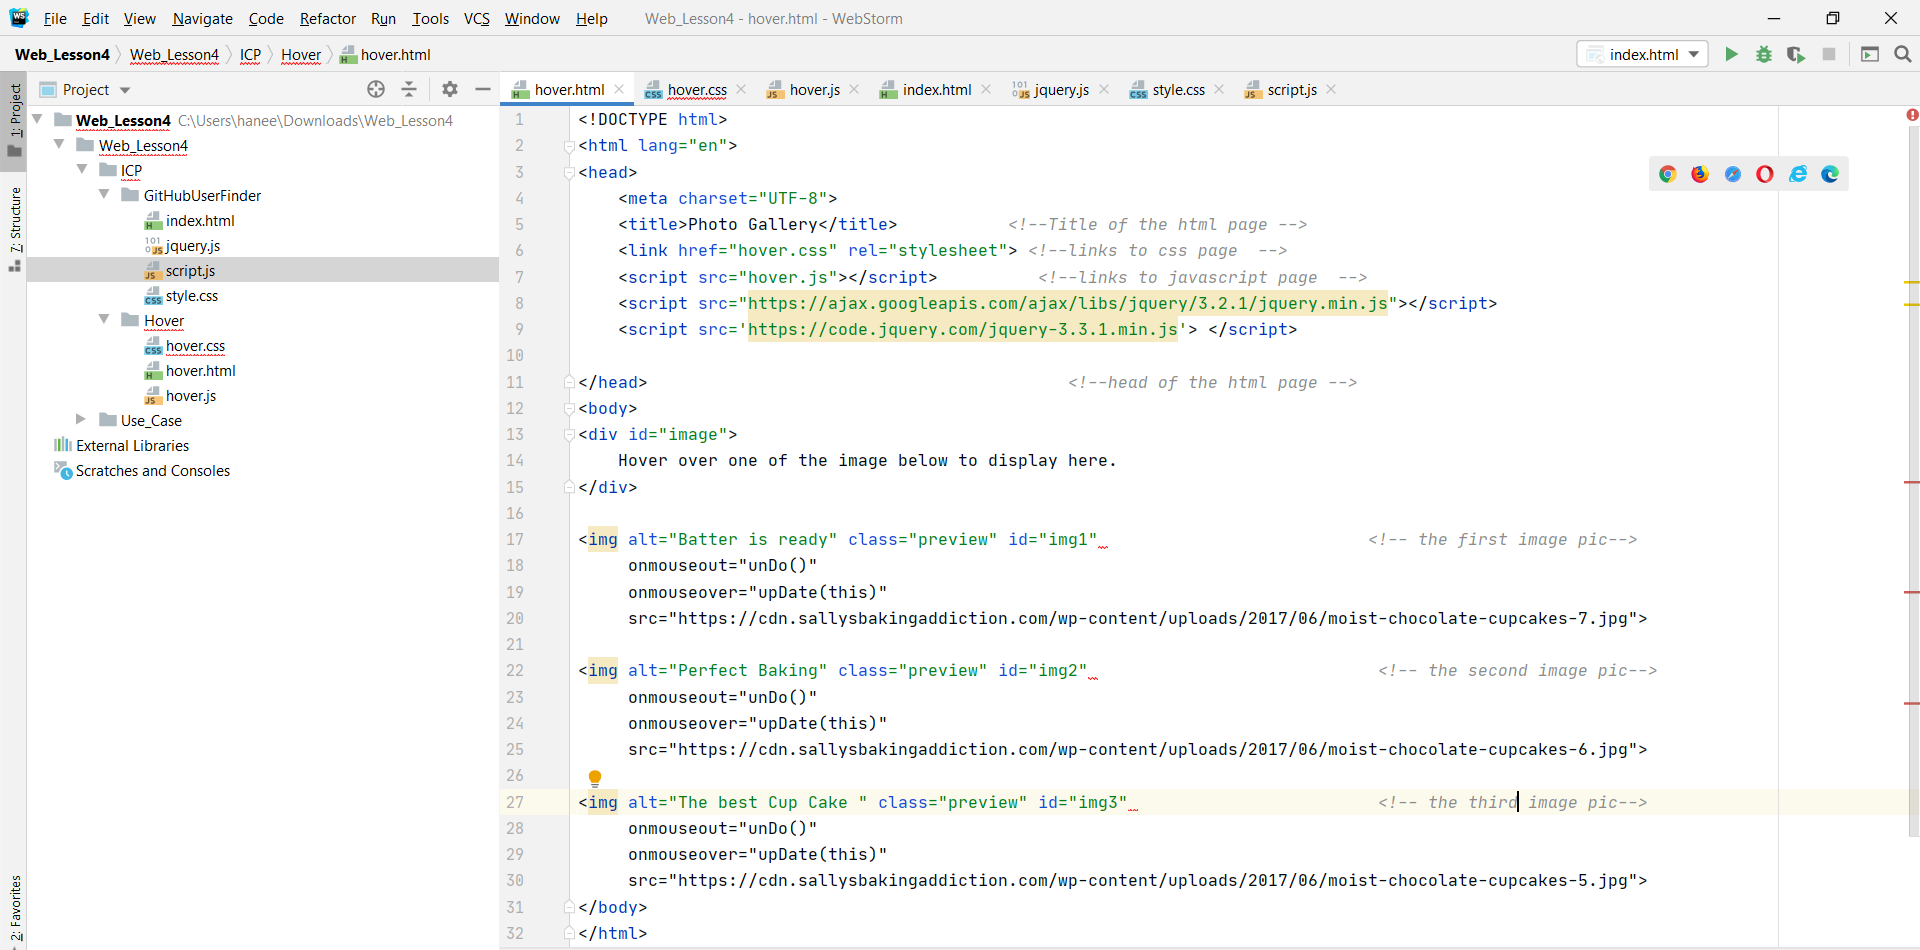 File Edit View Navigate Code Refactor Run Tools VCS Window Help Web_Lesson4 - hover.html - WebStorm
Web_Lesson4 Web_Lesson4 ICP Hover hover.html index.html
1: Project
7: Structure
2: Favorites
Project
Web_Lesson4 C:\Users\hanee\Downloads\Web_Lesson4
Web_Lesson4
ICP
GitHubUserFinder
index.html
jquery.js
script.js
style.css
Hover
hover.css
hover.html
hover.js
Use_Case
External Libraries
Scratches and Consoles
hover.html hover.css hover.js index.html jquery.js style.css script.js
1 <!DOCTYPE html>
2 <html lang="en">
3 <head>
4 <meta charset="UTF-8">
5 <title>Photo Gallery</title> <!--Title of the html page -->
6 <link href="hover.css" rel="stylesheet"> <!--links to css page -->
7 <script src="hover.js"></script> <!--links to javascript page -->
8 <script src="https://ajax.googleapis.com/ajax/libs/jquery/3.2.1/jquery.min.js"></script>
9 <script src='https://code.jquery.com/jquery-3.3.1.min.js'> </script>
10
11 </head> <!--head of the html page -->
12 <body>
13 <div id="image">
14 Hover over one of the image below to display here.
15 </div>
16
17 <img alt="Batter is ready" class="preview" id="img1" <!-- the first image pic-->
18 onmouseout="unDo()"
19 onmouseover="upDate(this)"
20 src="https://cdn.sallysbakingaddiction.com/wp-content/uploads/2017/06/moist-chocolate-cupcakes-7.jpg">
21
22 <img alt="Perfect Baking" class="preview" id="img2" <!-- the second image pic-->
23 onmouseout="unDo()"
24 onmouseover="upDate(this)"
25 src="https://cdn.sallysbakingaddiction.com/wp-content/uploads/2017/06/moist-chocolate-cupcakes-6.jpg">
26
27 <img alt="The best Cup Cake " class="preview" id="img3" <!-- the third image pic-->
28 onmouseout="unDo()"
29 onmouseover="upDate(this)"
30 src="https://cdn.sallysbakingaddiction.com/wp-content/uploads/2017/06/moist-chocolate-cupcakes-5.jpg">
31 </body>
32 </html>